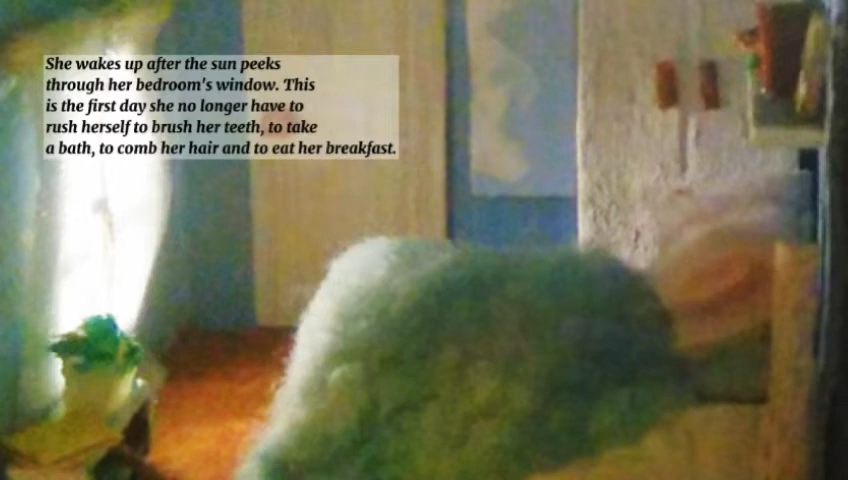 She wakes up after the sun peeks
through her bedroom's window. This
is the first day she no longer have to
rush herself to brush her teeth, to take
a bath, to comb her hair and to eat her breakfast.